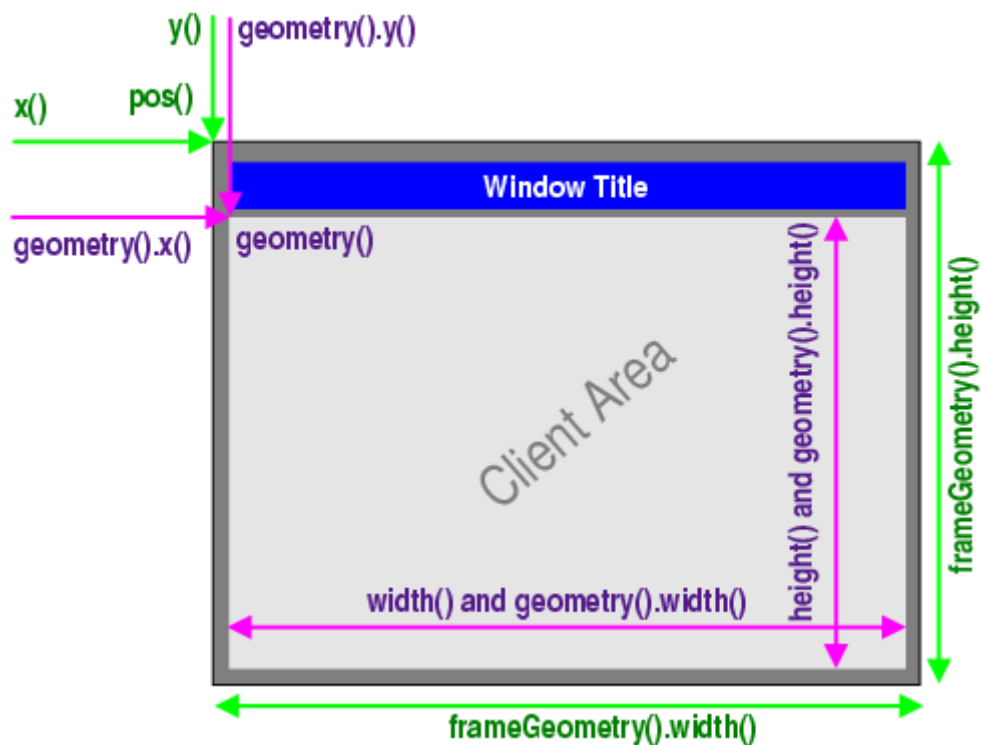 y()
geometry().y()
x()
pos()
Window Title
geometry().x()
geometry()
Client Area
height() and geometry().height()
frameGeometry().height()
width() and geometry().width()
frameGeometry().width()